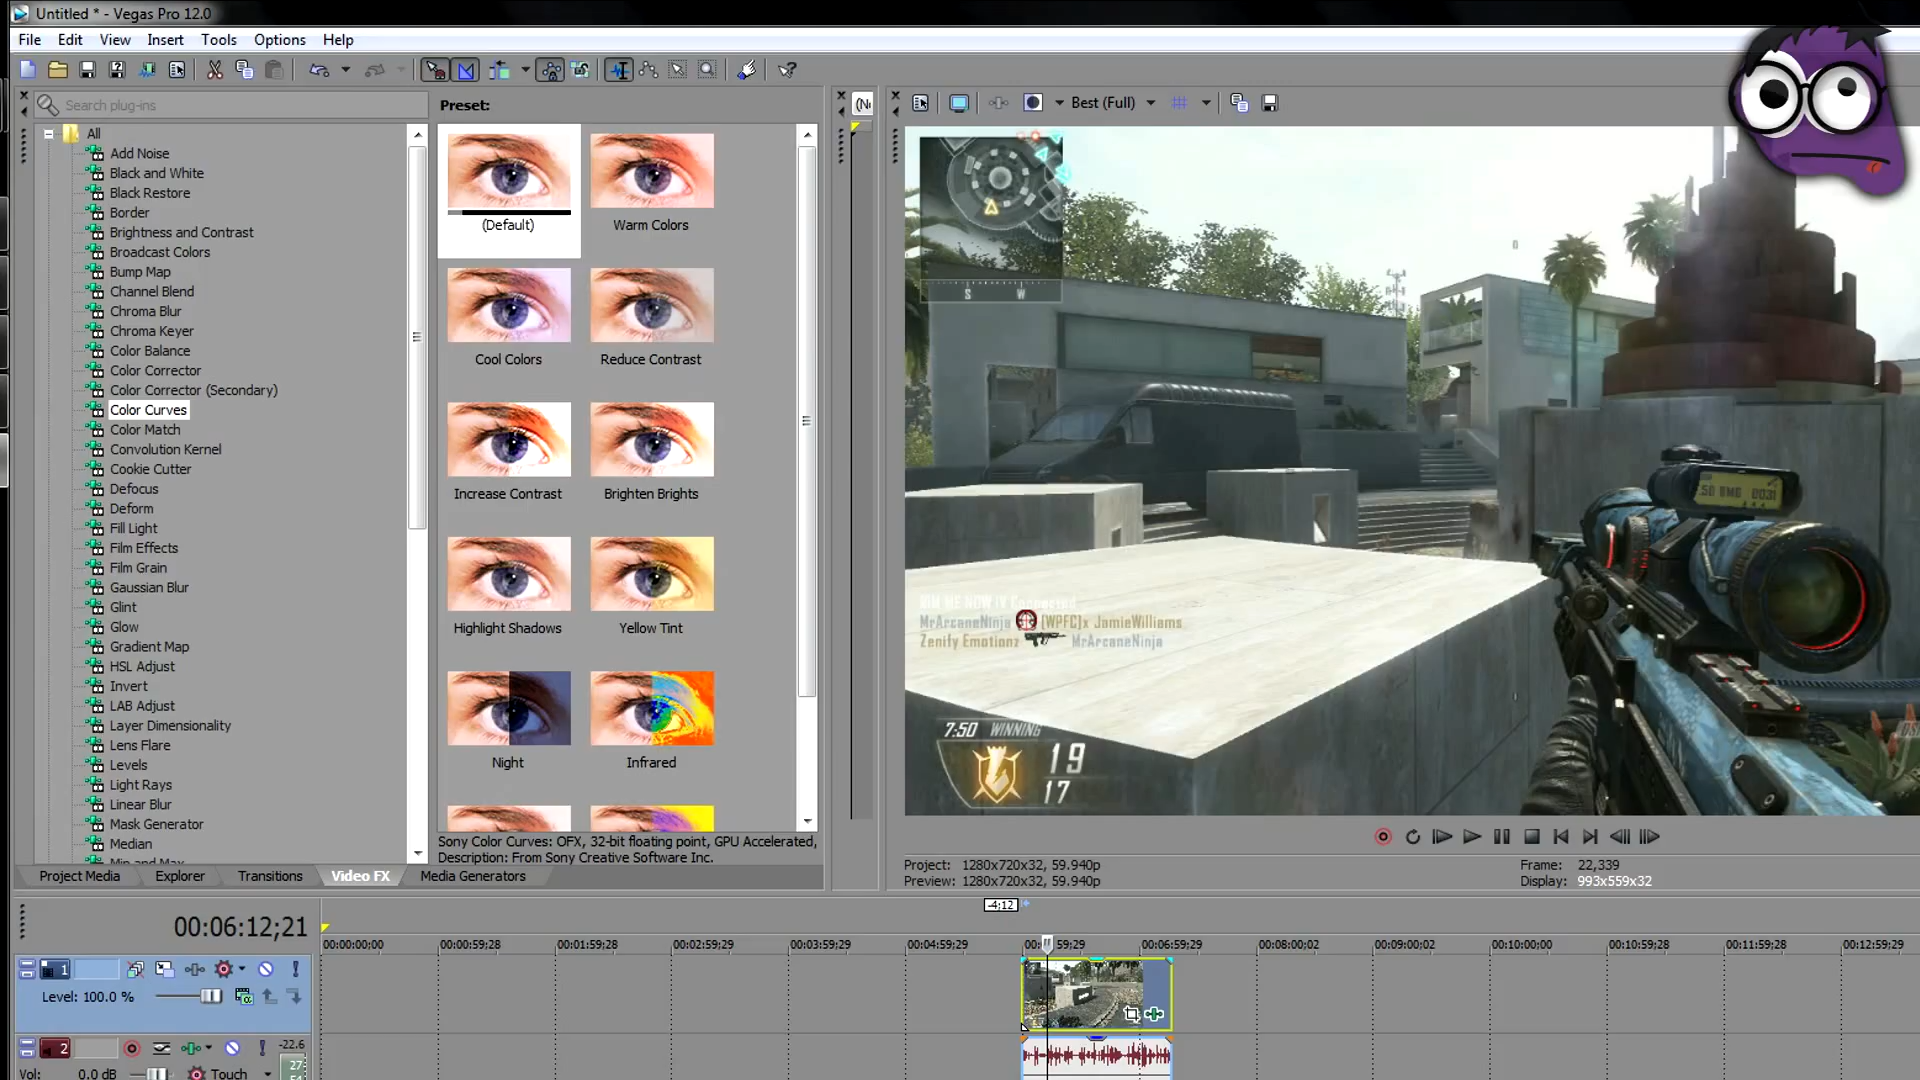 Untitled * - Vegas Pro 12.0
File Edit View Insert Tools Options Help
Search plug-ins
Preset:
Best (Full)
All
Add Noise
Black and White
Black Restore
Border
Brightness and Contrast
Broadcast Colors
Bump Map
Channel Blend
Chroma Blur
Chroma Keyer
Color Balance
Color Corrector
Color Corrector (Secondary)
Color Curves
Color Match
Convolution Kernel
Cookie Cutter
Defocus
Deform
Fill Light
Film Effects
Film Grain
Gaussian Blur
Glint
Glow
Gradient Map
HSL Adjust
Invert
LAB Adjust
Layer Dimensionality
Lens Flare
Levels
Light Rays
Linear Blur
Mask Generator
Median
Min and Max
(Default)
Warm Colors
Cool Colors
Reduce Contrast
Increase Contrast
Brighten Brights
Highlight Shadows
Yellow Tint
Night
Infrared
Sony Color Curves: OFX, 32-bit floating point, GPU Accelerated,
Description: From Sony Creative Software Inc.
Project Media Explorer Transitions Video FX Media Generators
S W
MrArcaneNinja [WPFC]x JamieWilliams
Zenify Emotionz MrArcaneNinja
7:50 WINNING
19
17
Project: 1280x720x32, 59.940p
Preview: 1280x720x32, 59.940p
Frame: 22,339
Display: 993x559x32
-4;12
00:06:12;21
00:00:00;00 00:00:59;28 00:01:59;28 00:02:59;29 00:03:59;29 00:04:59;29 00:06:59;29 00:08:00;02 00:09:00;02 00:10:00;00 00:10:59;28 00:11:59;28 00:12:59;29
1
Level: 100.0 %
2
-22.6
Vol: 0.0 dB Touch
27